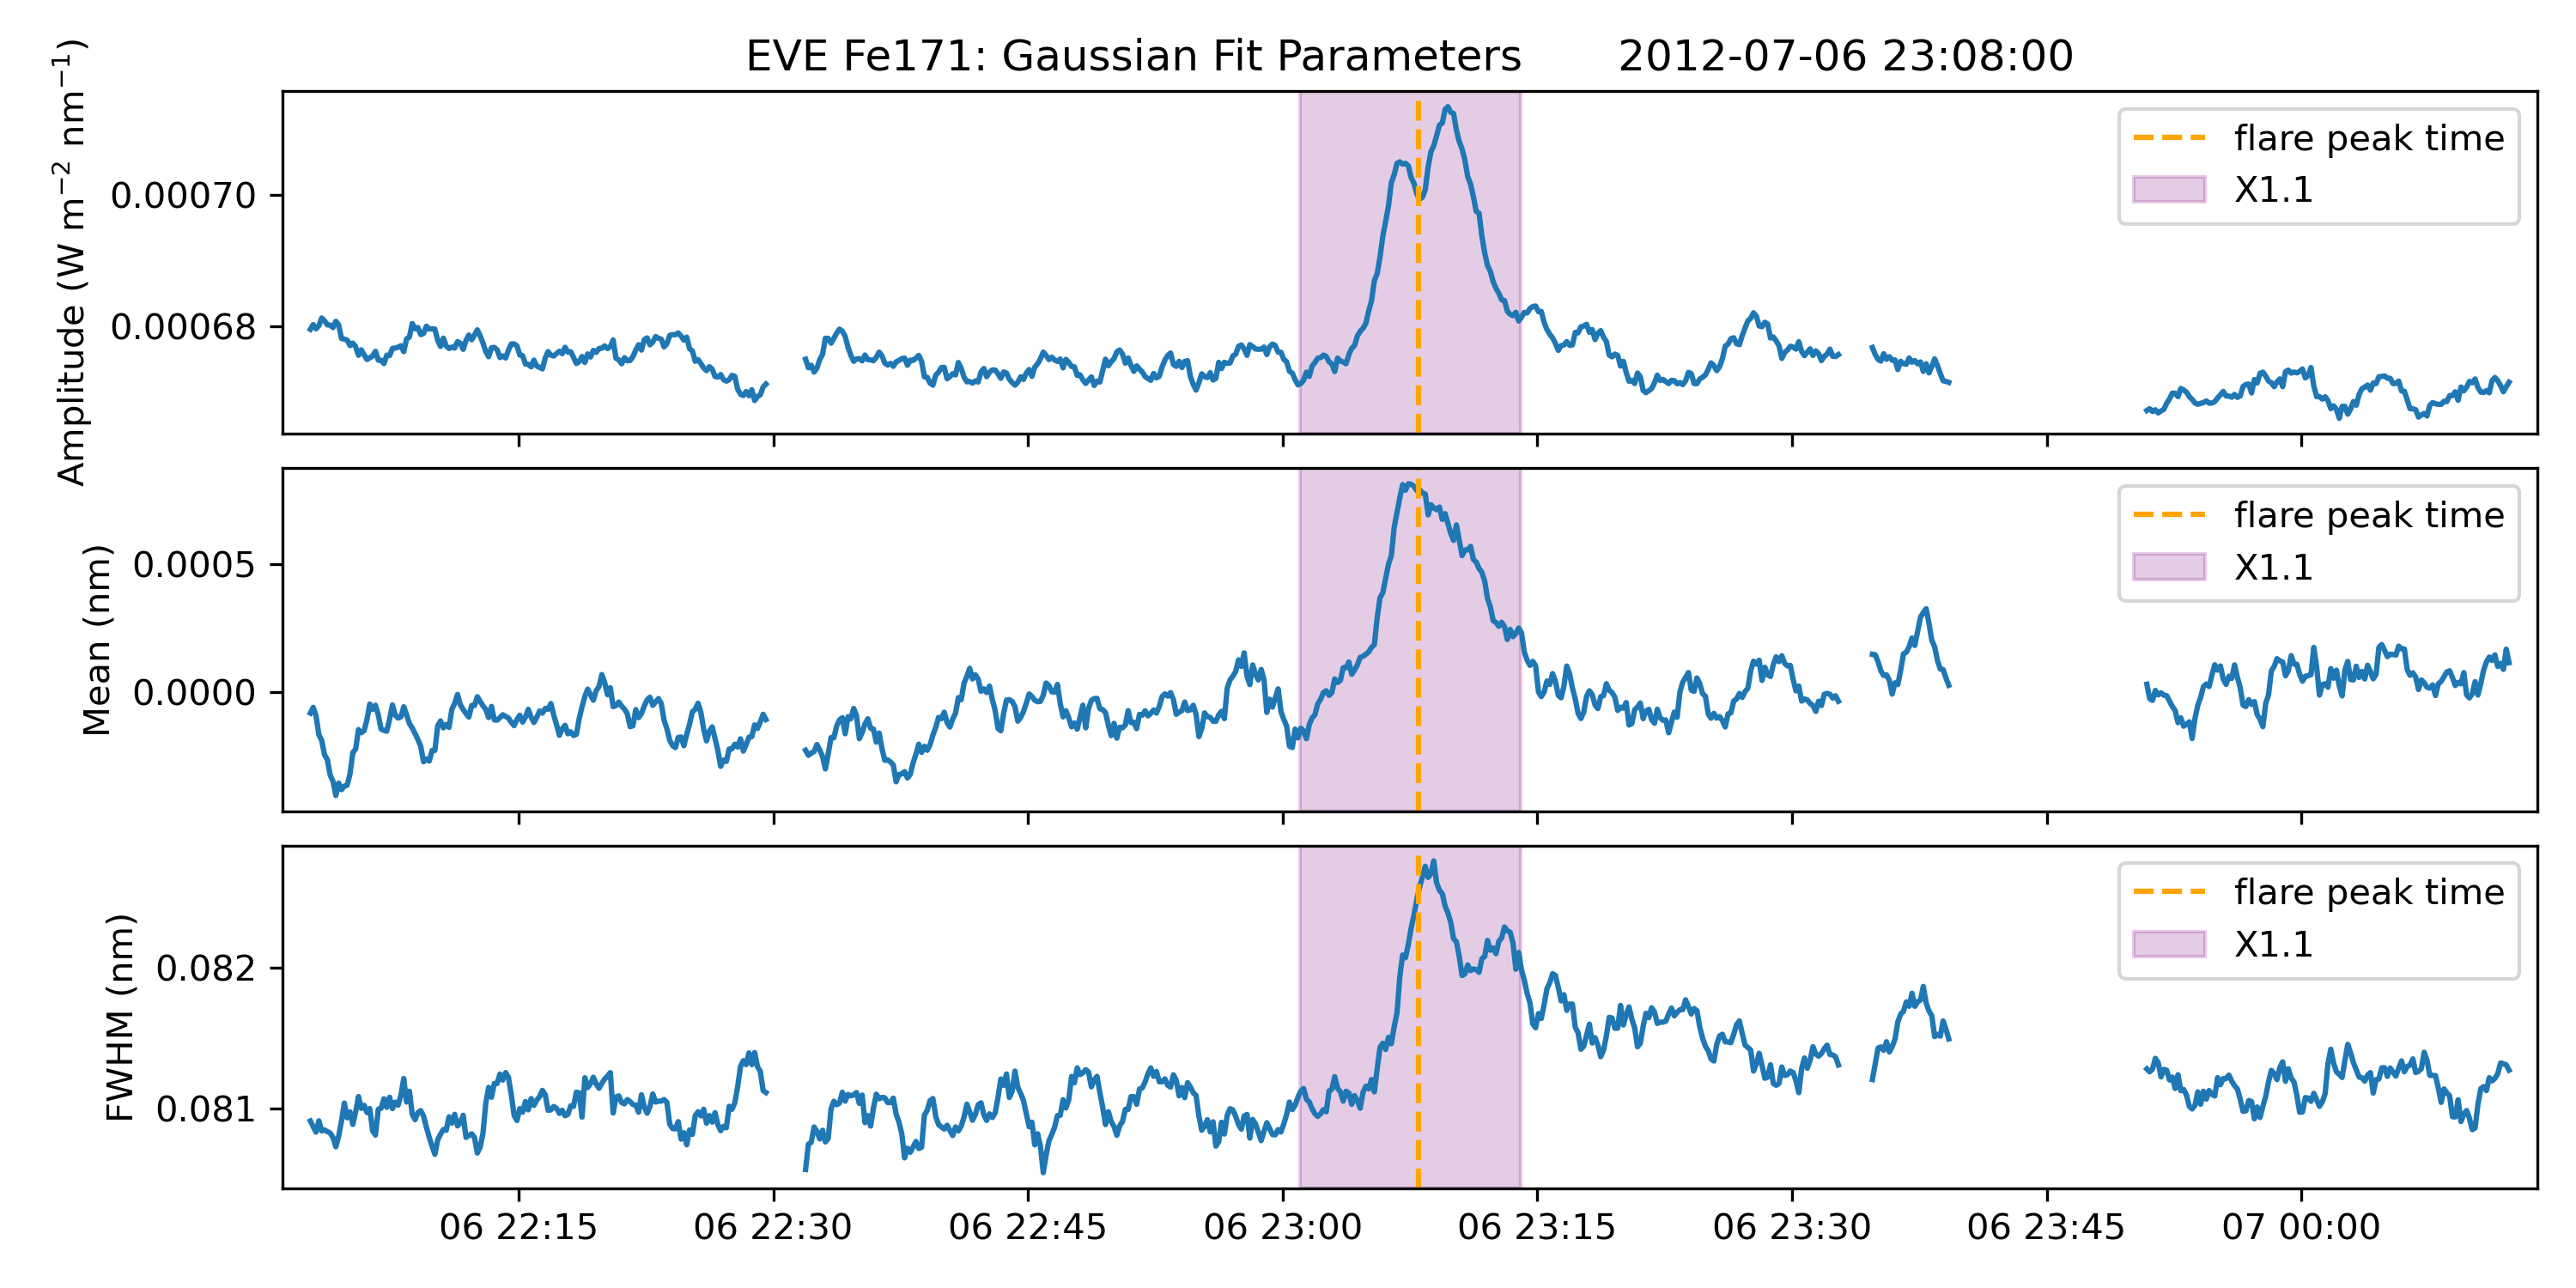 EVE Fe171: Gaussian Fit Parameters 2012-07-06 23:08:00
Amplitude (W m⁻² nm⁻¹)
0.00070
0.00068
flare peak time
X1.1
Mean (nm)
0.0005
0.0000
flare peak time
X1.1
FWHM (nm)
0.082
0.081
flare peak time
X1.1
06 22:15 06 22:30 06 22:45 06 23:00 06 23:15 06 23:30 06 23:45 07 00:00